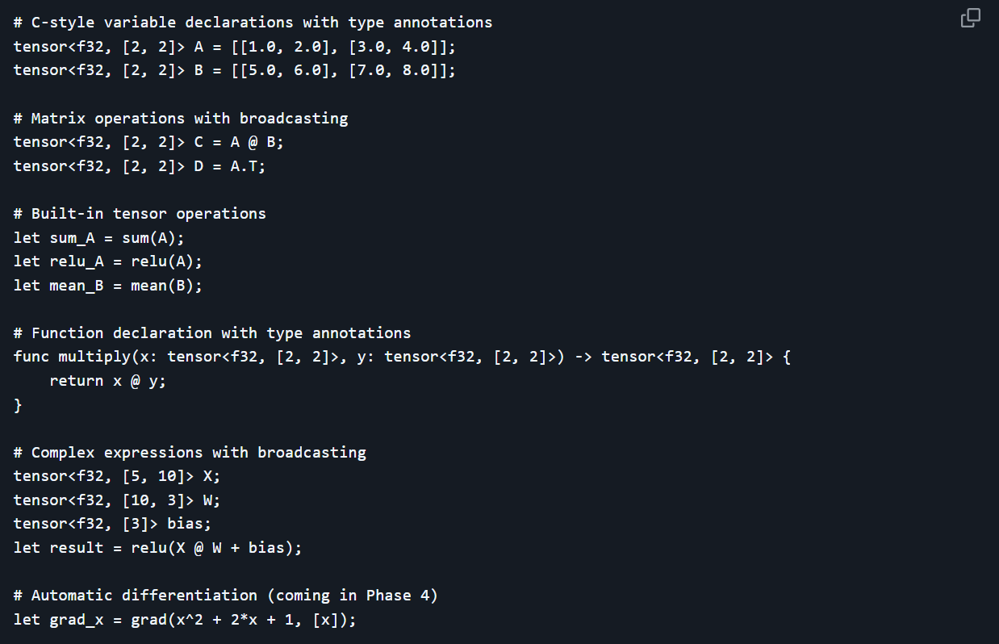 # C-style variable declarations with type annotations
tensor<f32, [2, 2]> A = [[1.0, 2.0], [3.0, 4.0]];
tensor<f32, [2, 2]> B = [[5.0, 6.0], [7.0, 8.0]];
# Matrix operations with broadcasting
tensor<f32, [2, 2]> C = A @ B;
tensor<f32, [2, 2]> D = A.T;
# Built-in tensor operations
let sum_A = sum(A);
let relu_A = relu(A);
let mean_B = mean(B);
# Function declaration with type annotations
func multiply(x: tensor<f32, [2, 2]>, y: tensor<f32, [2, 2]>) -> tensor<f32, [2, 2]> {
    return x @ y;
}
# Complex expressions with broadcasting
tensor<f32, [5, 10]> X;
tensor<f32, [10, 3]> W;
tensor<f32, [3]> bias;
let result = relu(X @ W + bias);
# Automatic differentiation (coming in Phase 4)
let grad_x = grad(x^2 + 2*x + 1, [x]);